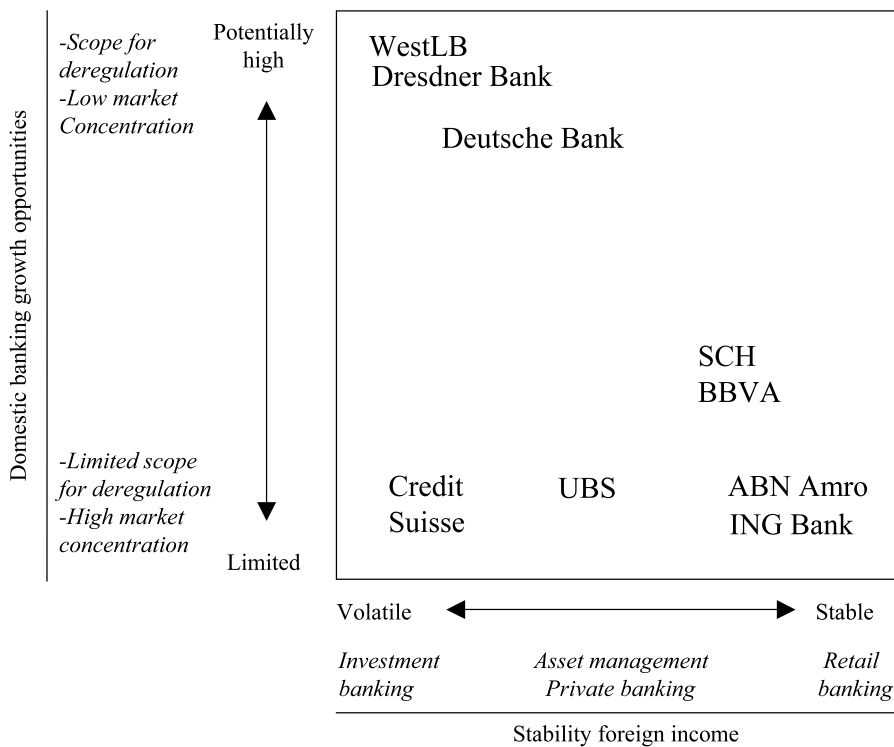 Domestic banking growth opportunities
-Scope for
deregulation
-Low market
Concentration
Potentially
high
-Limited scope
for deregulation
-High market
concentration
Limited
WestLB
Dresdner Bank
Deutsche Bank
SCH
BBVA
Credit
Suisse
UBS
ABN Amro
ING Bank
Volatile
Stable
Investment
banking
Asset management
Private banking
Retail
banking
Stability foreign income